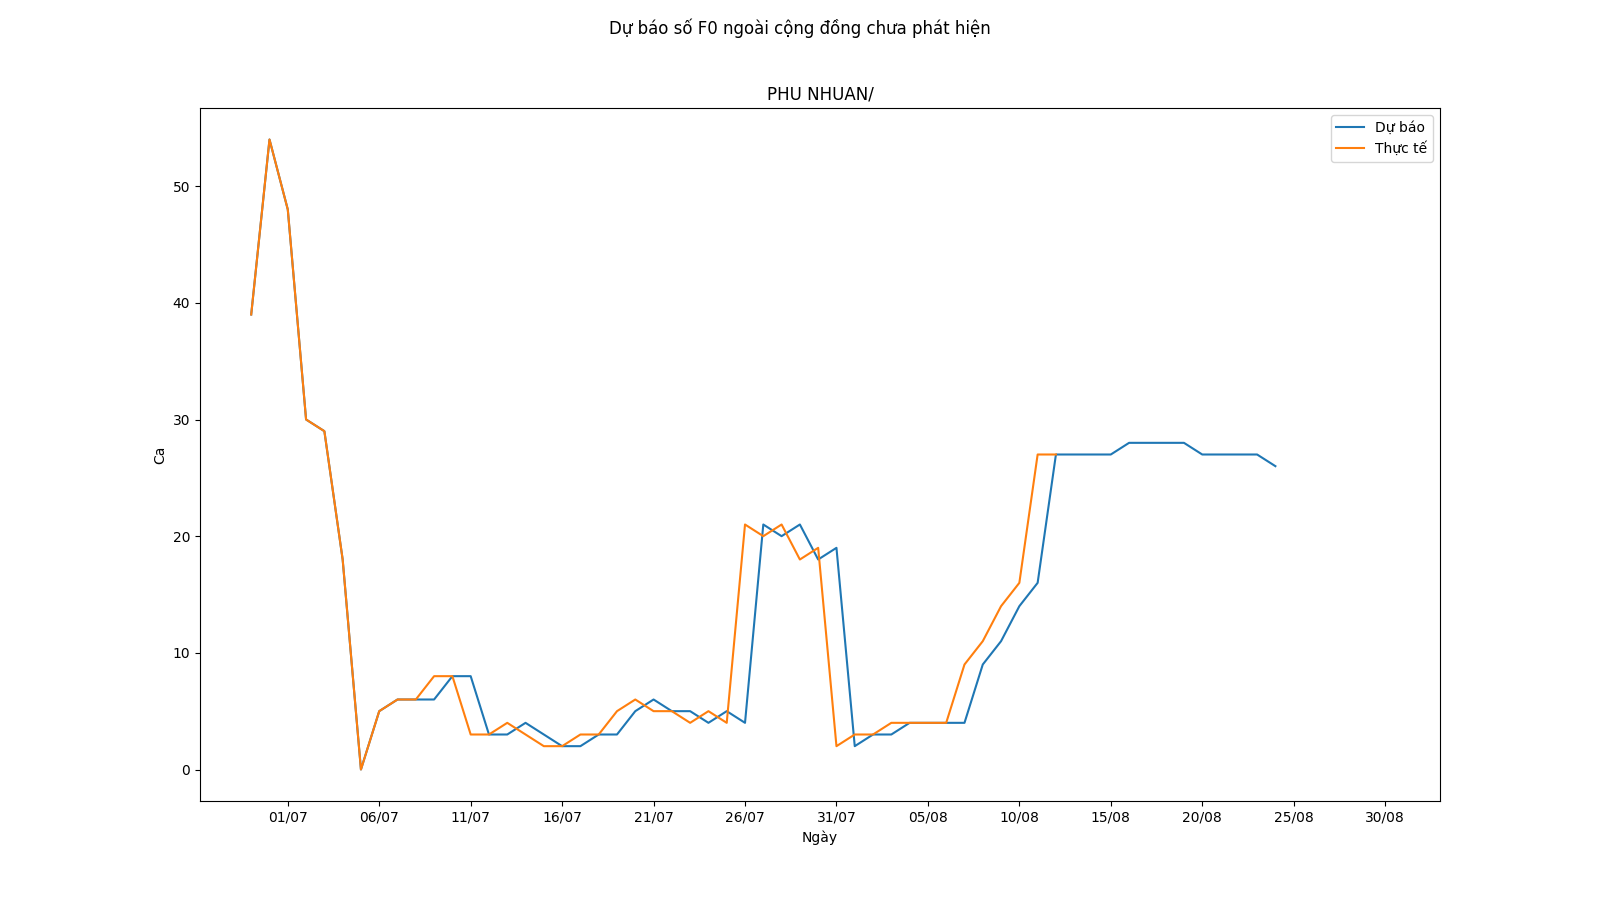 Dự báo số F0 ngoài cộng đồng chưa phát hiện
PHU NHUAN/
Dự báo
Thực tế
Ca
50
40
30
20
10
0
01/07 06/07 11/07 16/07 21/07 26/07 31/07 05/08 10/08 15/08 20/08 25/08 30/08
Ngày